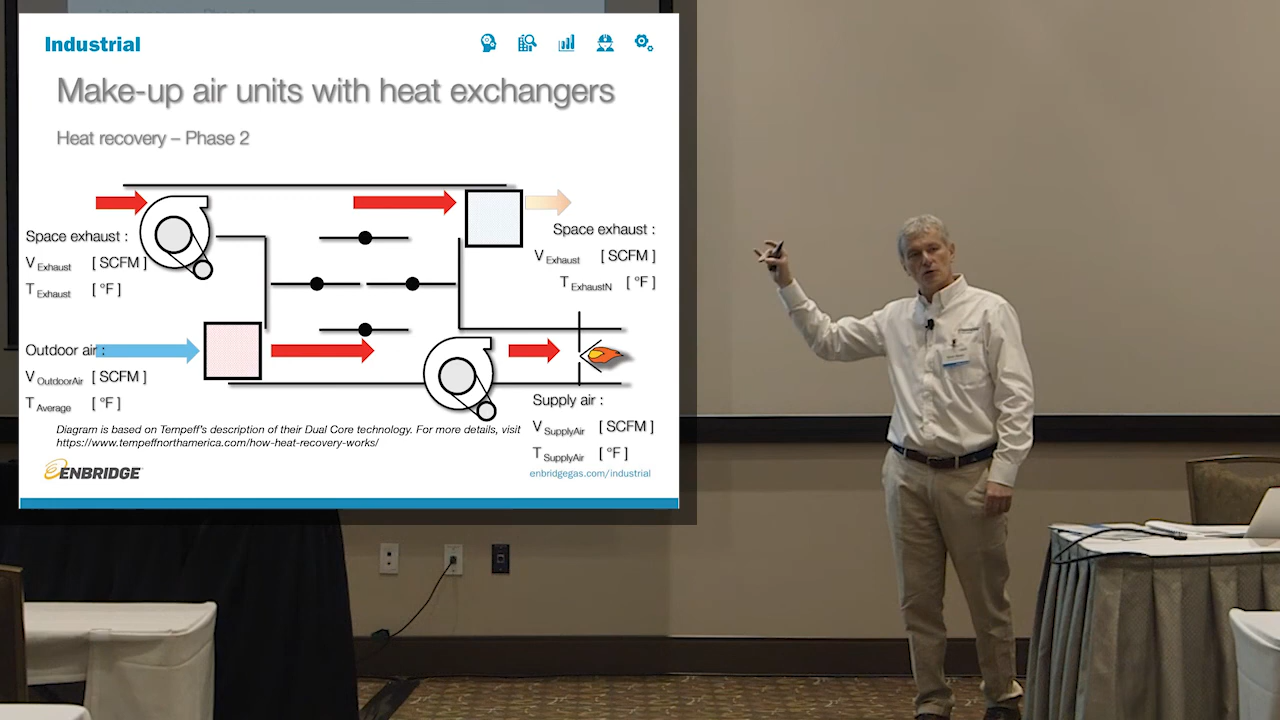 Industrial
Make-up air units with heat exchangers
Heat recovery – Phase 2
Space exhaust :
V Exhaust [ SCFM ]
T Exhaust [ °F ]
Space exhaust :
V Exhaust [ SCFM ]
T ExhaustN [ °F ]
Outdoor air :
V OutdoorAir [ SCFM ]
T Average [ °F ]
Supply air :
V SupplyAir [ SCFM ]
T SupplyAir [ °F ]
Diagram is based on Tempeff's description of their Dual Core technology. For more details, visit
https://www.tempeffnorthamerica.com/how-heat-recovery-works/
ENBRIDGE
enbridgegas.com/industrial